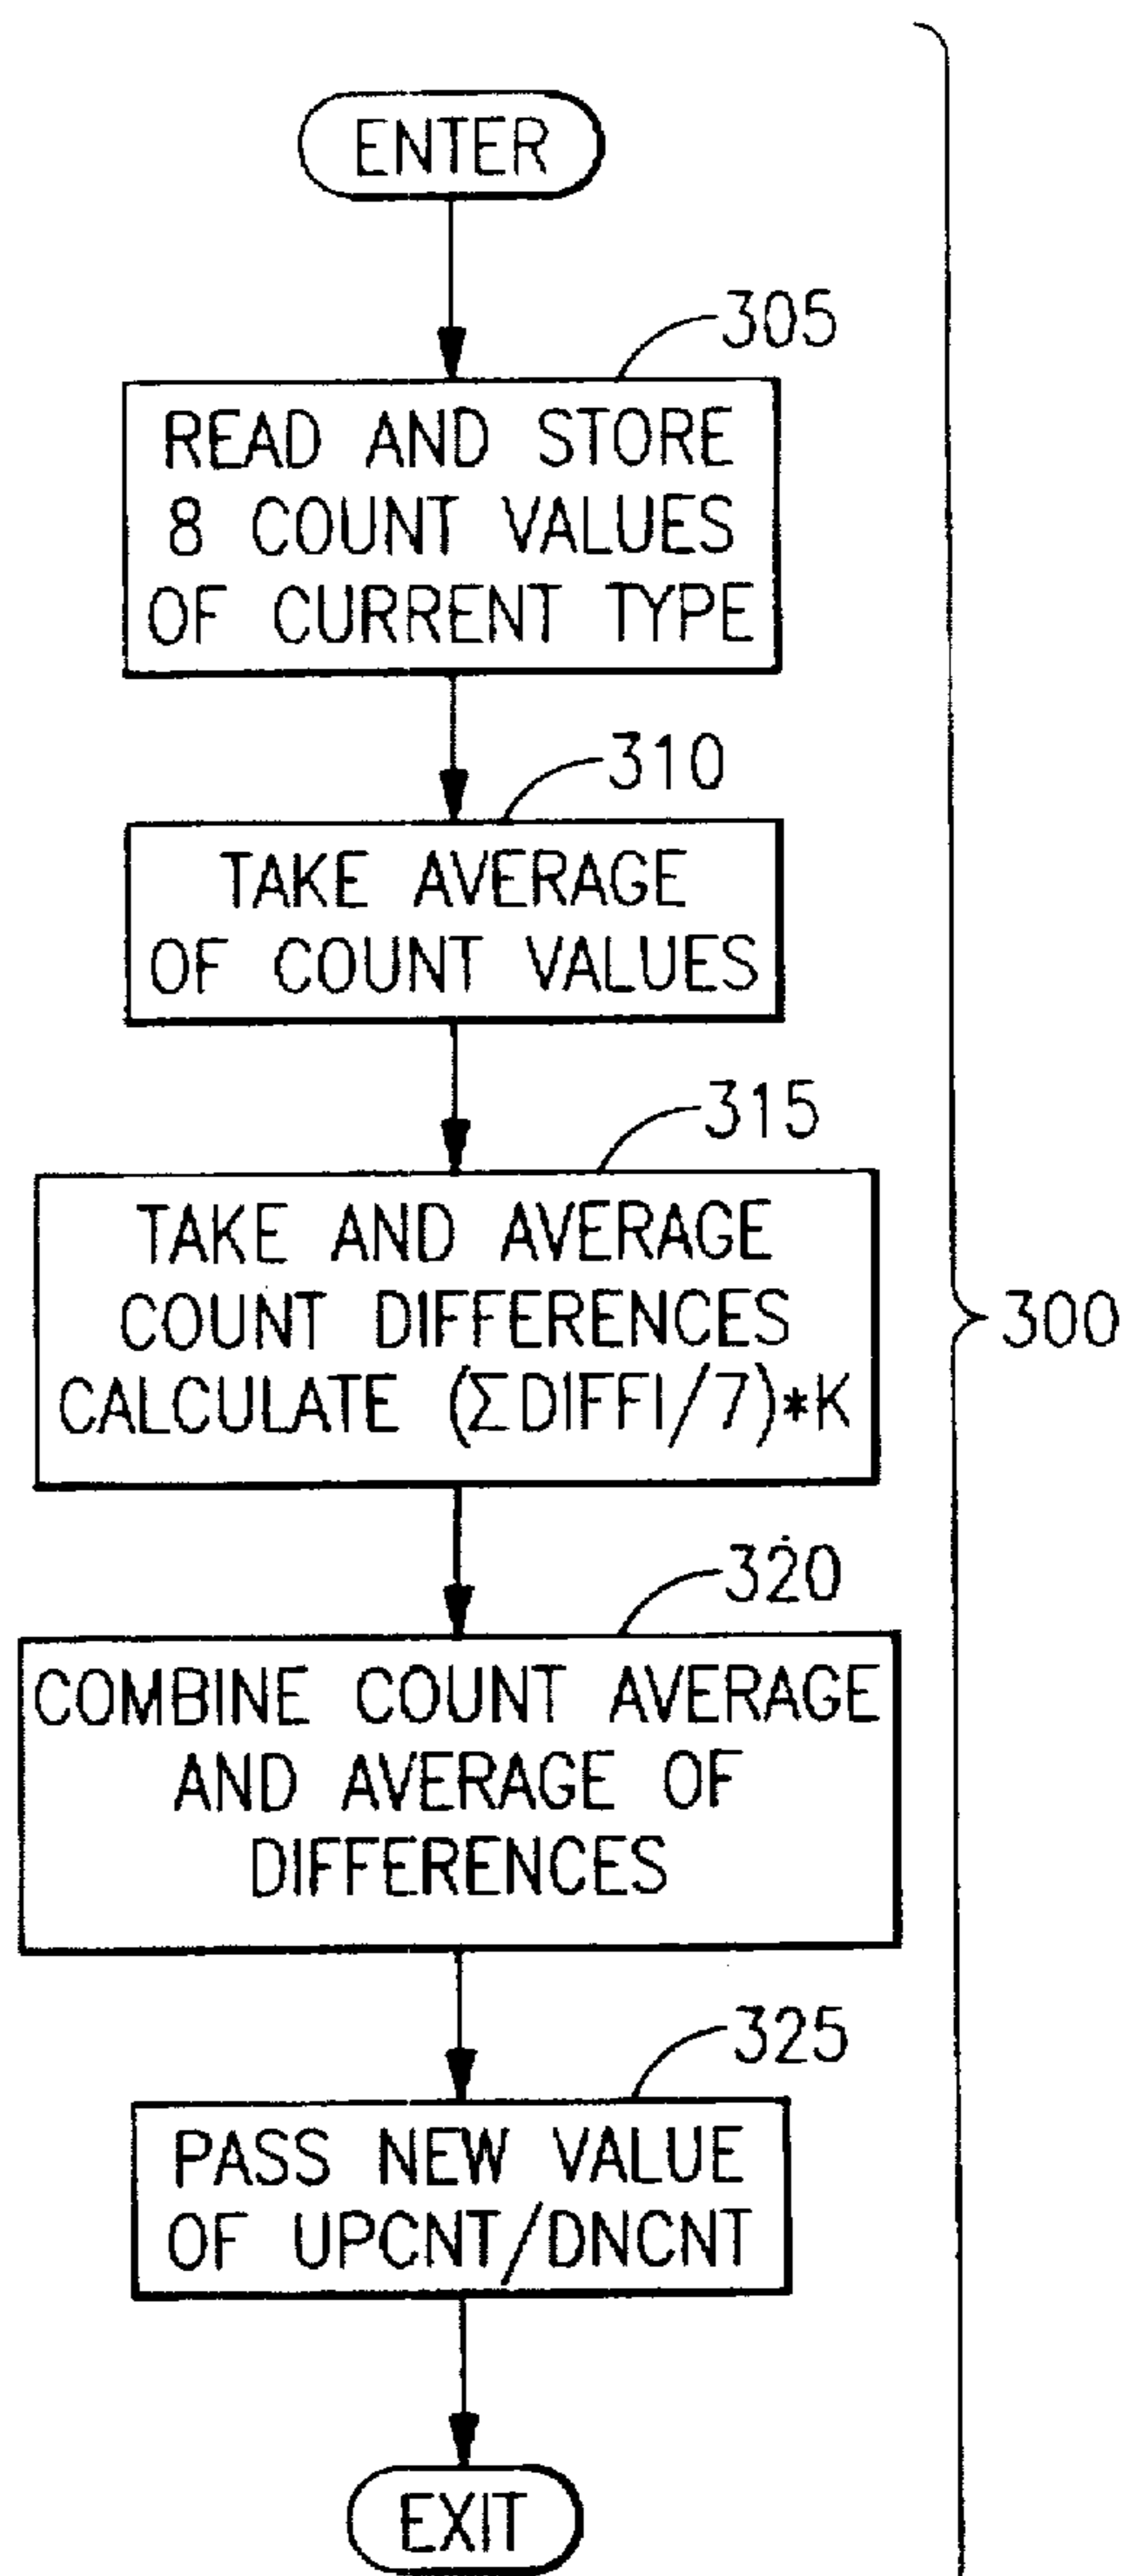 ENTER
305
READ AND STORE
8 COUNT VALUES
OF CURRENT TYPE
310
TAKE AVERAGE
OF COUNT VALUES
315
TAKE AND AVERAGE
COUNT DIFFERENCES
CALCULATE (ΣDIFFI/7)*K
300
320
COMBINE COUNT AVERAGE
AND AVERAGE OF
DIFFERENCES
325
PASS NEW VALUE
OF UPCNT/DNCNT
EXIT